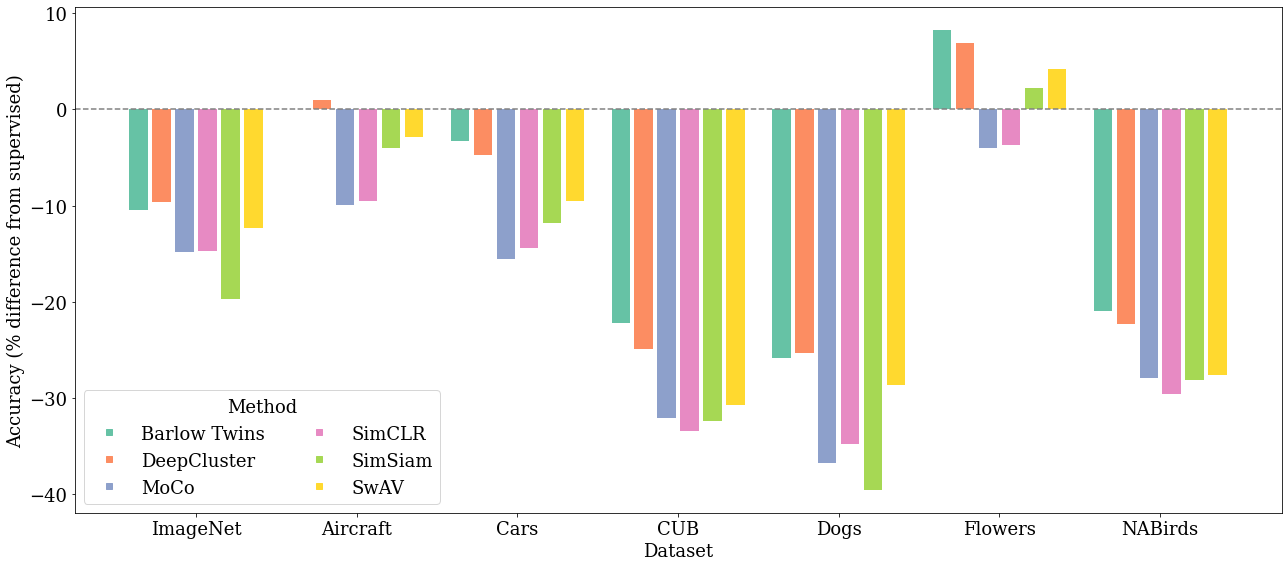 Accuracy (% difference from supervised)
10
0
−10
−20
−30
−40
Method
Barlow Twins
DeepCluster
MoCo
SimCLR
SimSiam
SwAV
ImageNet
Aircraft
Cars
CUB
Dogs
Flowers
NABirds
Dataset